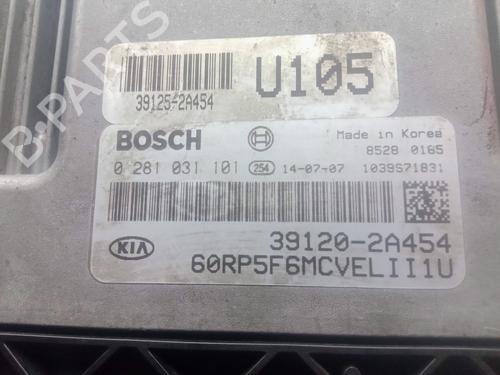 U105
39125-2A454
BOSCH
Made in Korea
8528 0165
0 281 031 101 254 14-07-07 1039S71831
KIA
39120-2A454
60RP5F6MCVELII1U